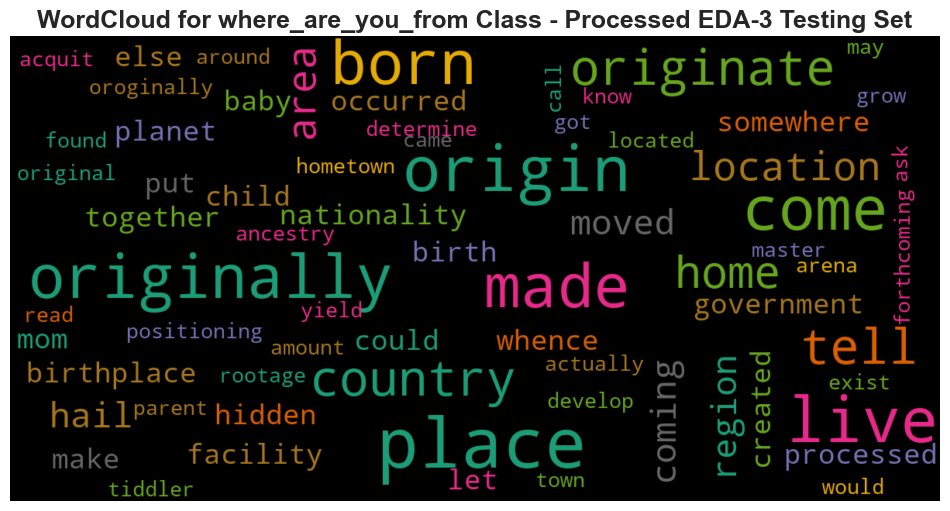 WordCloud for where_are_you_from Class - Processed EDA-3 Testing Set
acquit else around area born originate may
oroginally baby occurred call know grow
found planet determine came got located somewhere
original put child hometown origin location forthcoming ask
together nationality moved come
ancestry birth master
originally made home arena
read yield government
mom positioning amount could whence actually tell
birthplace rootage country coming region created exist
hail parent hidden develop live
make facility place processed
tiddler let town would